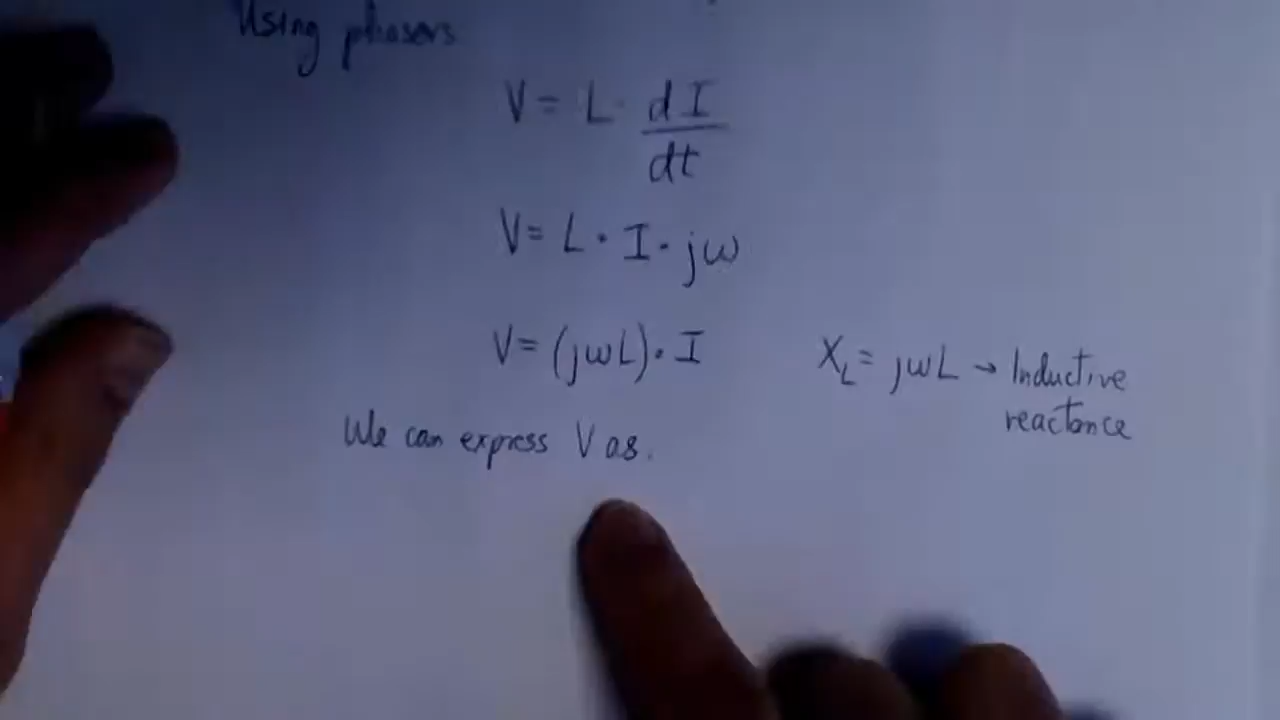 Using phasors
V = L · dI/dt
V = L · I · jω
V = (jωL) · I
X_L = jωL → Inductive
reactance
We can express V as.